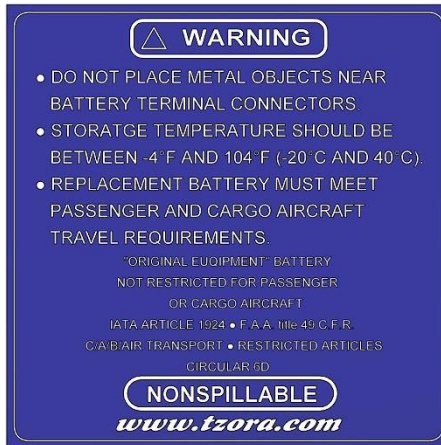 WARNING
• DO NOT PLACE METAL OBJECTS NEAR
BATTERY TERMINAL CONNECTORS.
• STORATGE TEMPERATURE SHOULD BE
BETWEEN -4°F AND 104°F (-20°C AND 40°C).
• REPLACEMENT BATTERY MUST MEET
PASSENGER AND CARGO AIRCRAFT
TRAVEL REQUIREMENTS.
"ORIGINAL EUQIPMENT" BATTERY
NOT RESTRICTED FOR PASSENGER
OR CARGO AIRCRAFT
IATA ARTICLE 1924 • F.A.A. title 49 C.F.R.
C/A/B/AIR TRANSPORT • RESTRICTED ARTICLES
CIRCULAR 6D
NONSPILLABLE
www.tzora.com